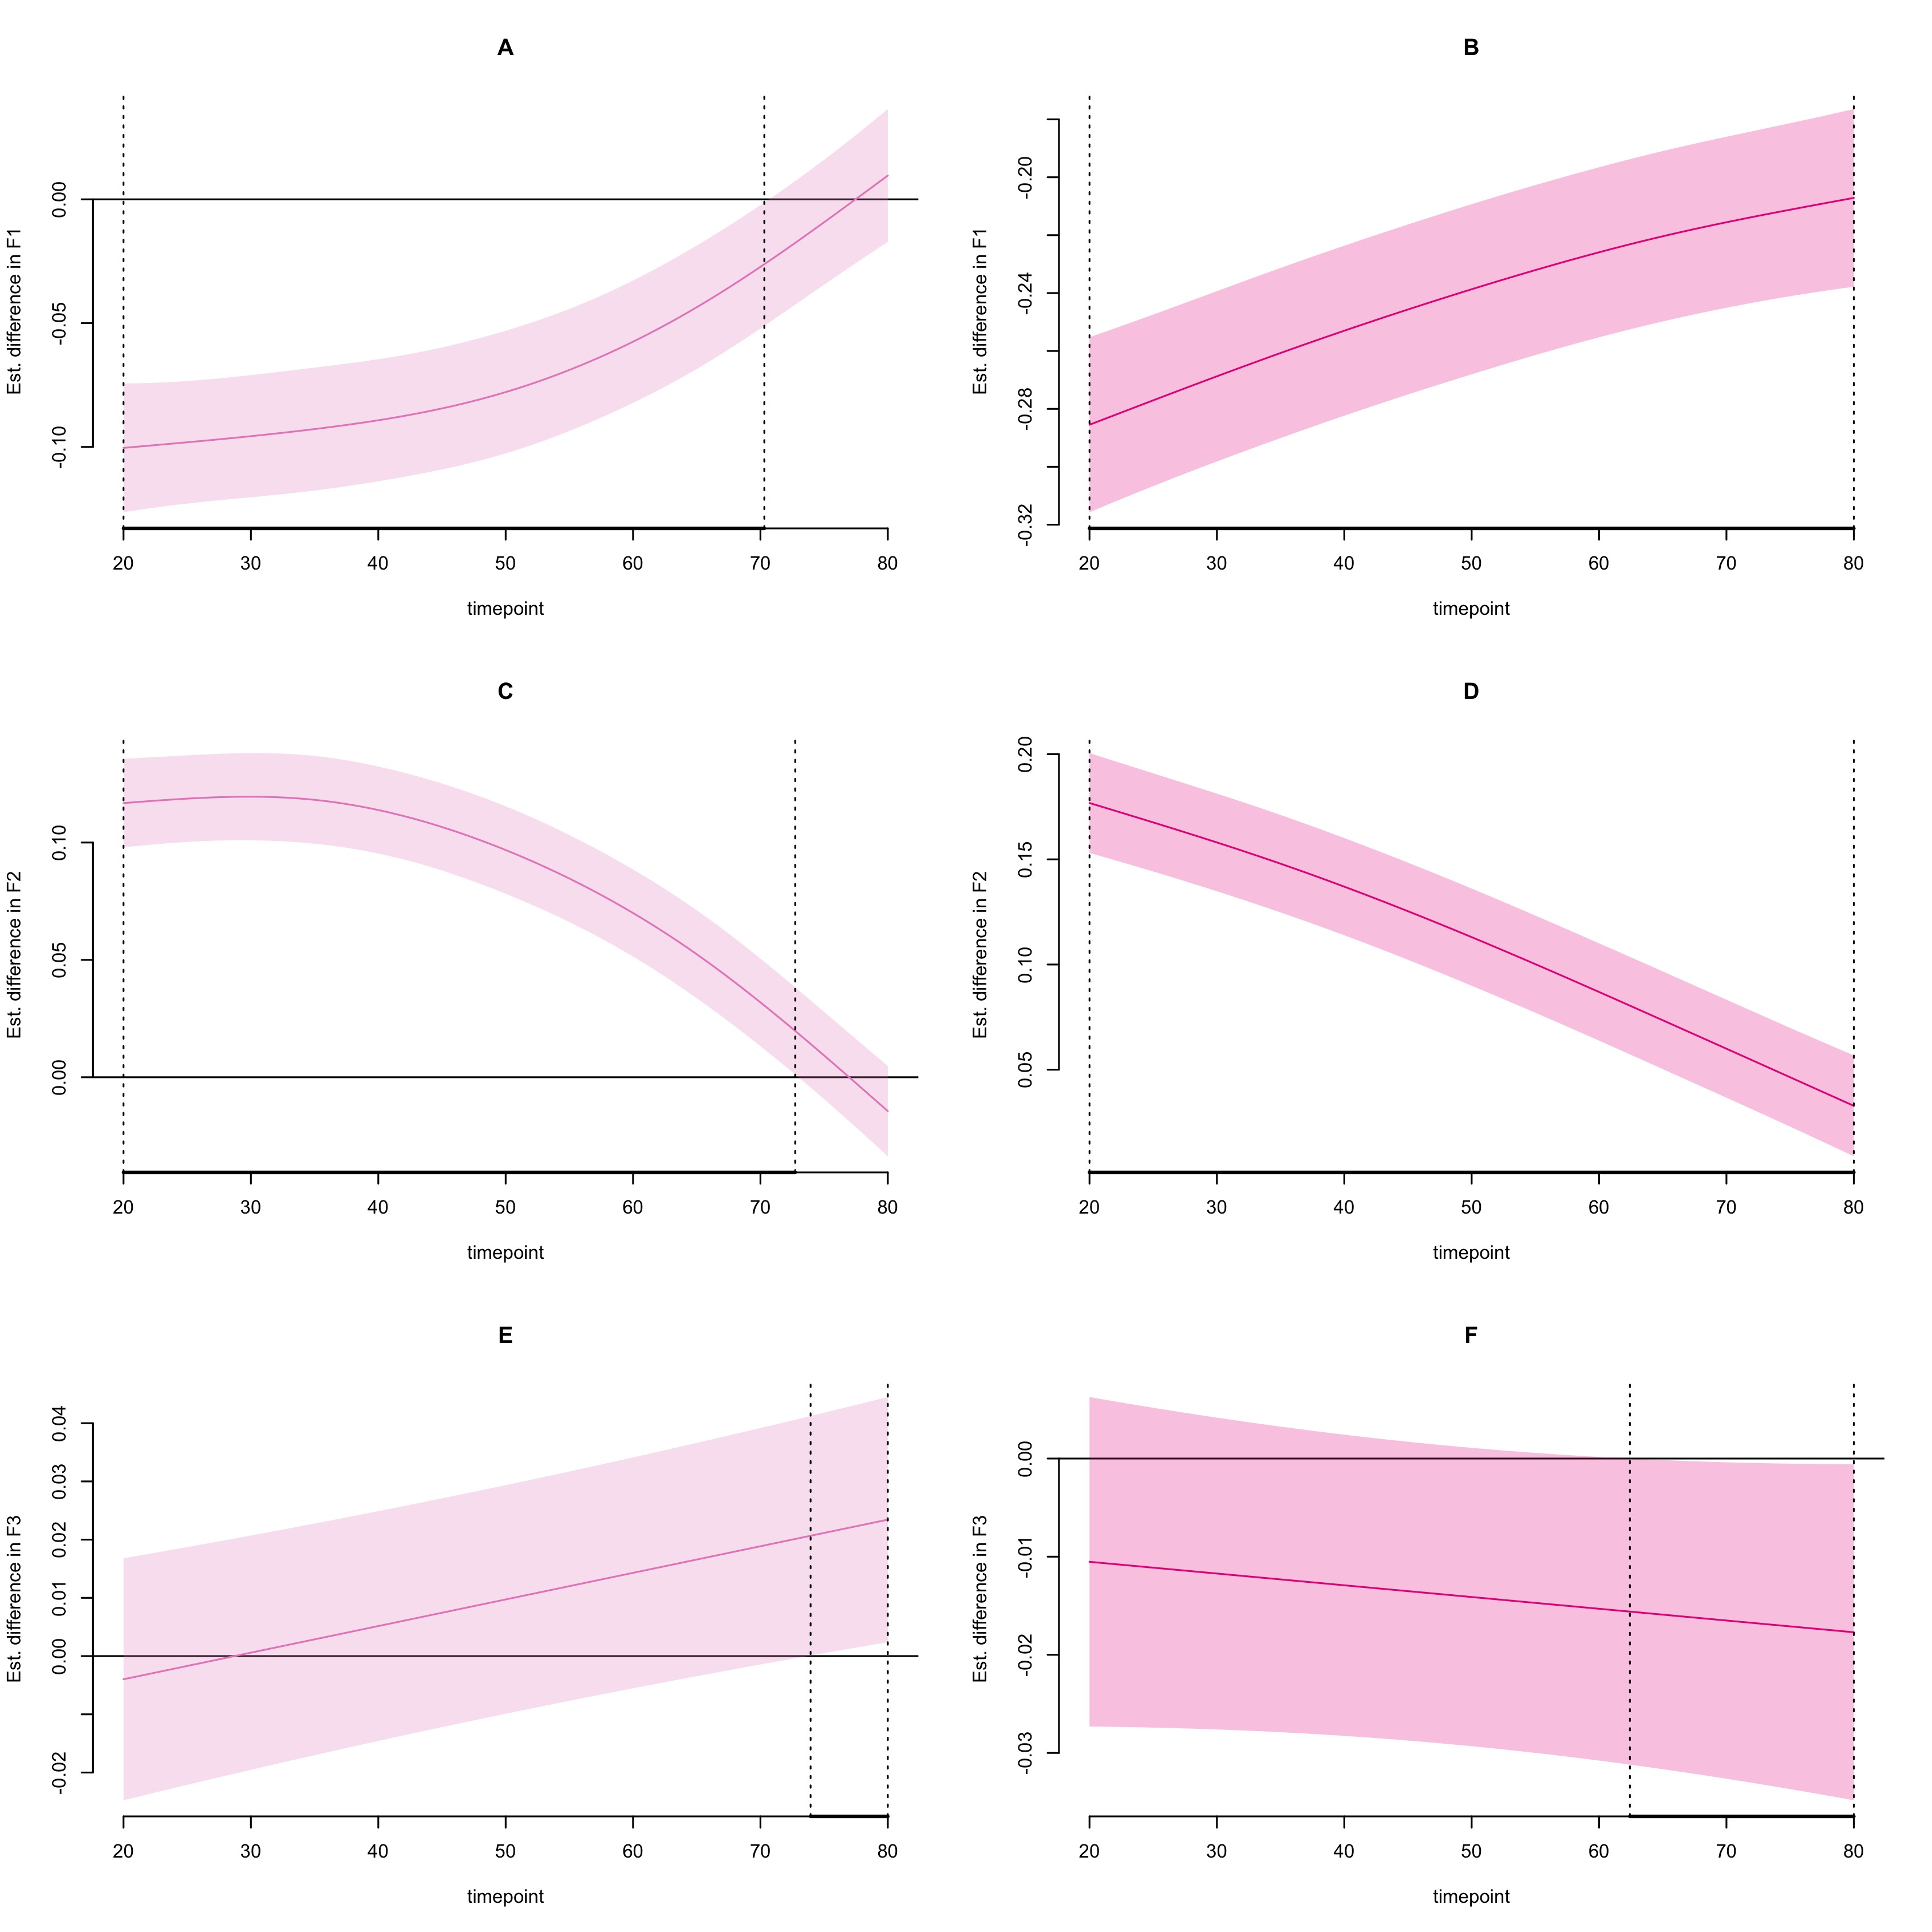 A
Est. difference in F1
0.00
-0.05
-0.10
20 30 40 50 60 70 80
timepoint
B
Est. difference in F1
-0.20
-0.24
-0.28
-0.32
20 30 40 50 60 70 80
timepoint
C
Est. difference in F2
0.10
0.05
0.00
20 30 40 50 60 70 80
timepoint
D
Est. difference in F2
0.20
0.15
0.10
0.05
20 30 40 50 60 70 80
timepoint
E
Est. difference in F3
0.04
0.03
0.02
0.01
0.00
-0.02
20 30 40 50 60 70 80
timepoint
F
Est. difference in F3
0.00
-0.01
-0.02
-0.03
20 30 40 50 60 70 80
timepoint